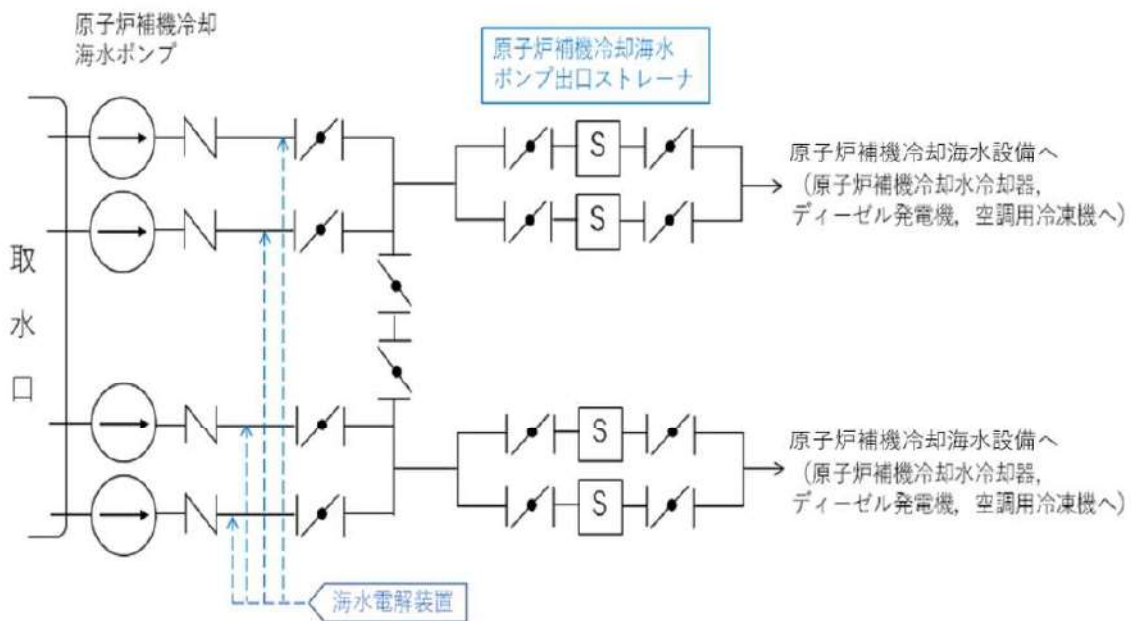 原子炉補機冷却
海水ポンプ
原子炉補機冷却海水
ポンプ出口ストレーナ
取
水
口
S
S
原子炉補機冷却海水設備へ
（原子炉補機冷却水冷却器，
ディーゼル発電機，空調用冷凍機へ）
S
S
原子炉補機冷却海水設備へ
（原子炉補機冷却水冷却器，
ディーゼル発電機，空調用冷凍機へ）
海水電解装置